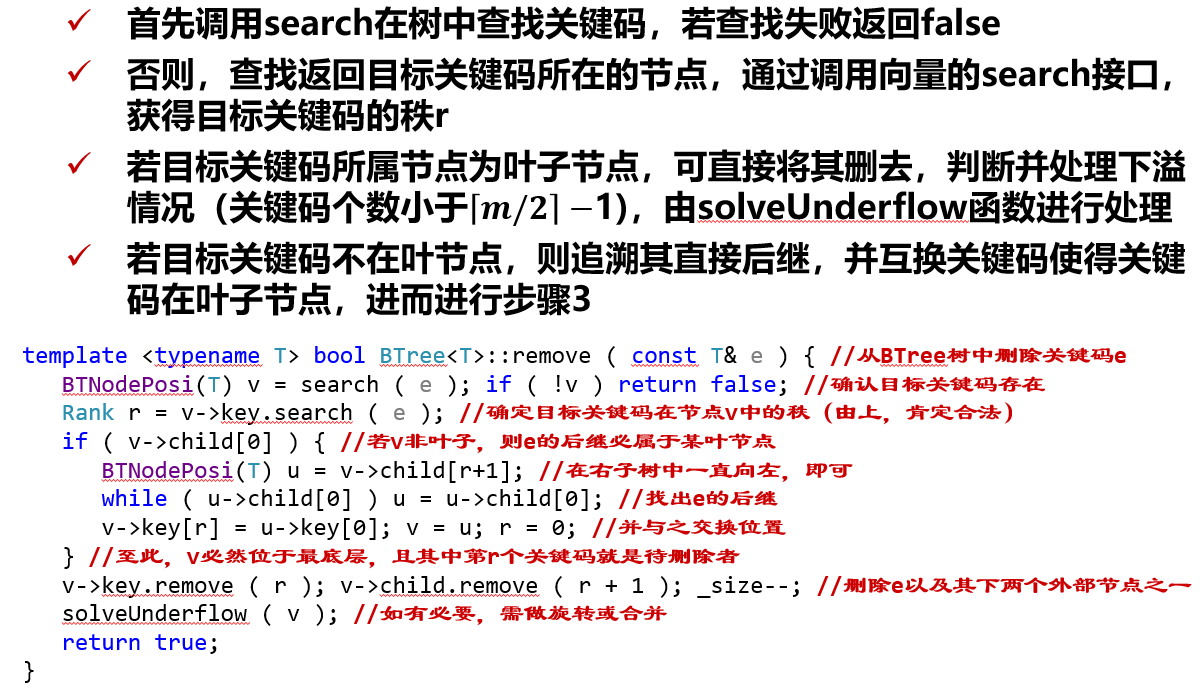 ✓ 首先调用search在树中查找关键码，若查找失败返回false
✓ 否则，查找返回目标关键码所在的节点，通过调用向量的search接口，
获得目标关键码的秩r
✓ 若目标关键码所属节点为叶子节点，可直接将其删去，判断并处理下溢
情况（关键码个数小于⌈m/2⌉ −1)，由solveUnderflow函数进行处理
✓ 若目标关键码不在叶节点，则追溯其直接后继，并互换关键码使得关键
码在叶子节点，进而进行步骤3
template <typename T> bool BTree<T>::remove ( const T& e ) { //从BTree树中删除关键码e
BTNodePosi(T) v = search ( e ); if ( !v ) return false; //确认目标关键码存在
Rank r = v->key.search ( e ); //确定目标关键码在节点v中的秩（由上，肯定合法）
if ( v->child[0] ) { //若v非叶子，则e的后继必属于某叶节点
BTNodePosi(T) u = v->child[r+1]; //在右子树中一直向左，即可
while ( u->child[0] ) u = u->child[0]; //找出e的后继
v->key[r] = u->key[0]; v = u; r = 0; //并与之交换位置
} //至此，v必然位于最底层，且其中第r个关键码就是待删除者
v->key.remove ( r ); v->child.remove ( r + 1 ); _size--; //删除e以及其下两个外部节点之一
solveUnderflow ( v ); //如有必要，需做旋转或合并
return true;
}